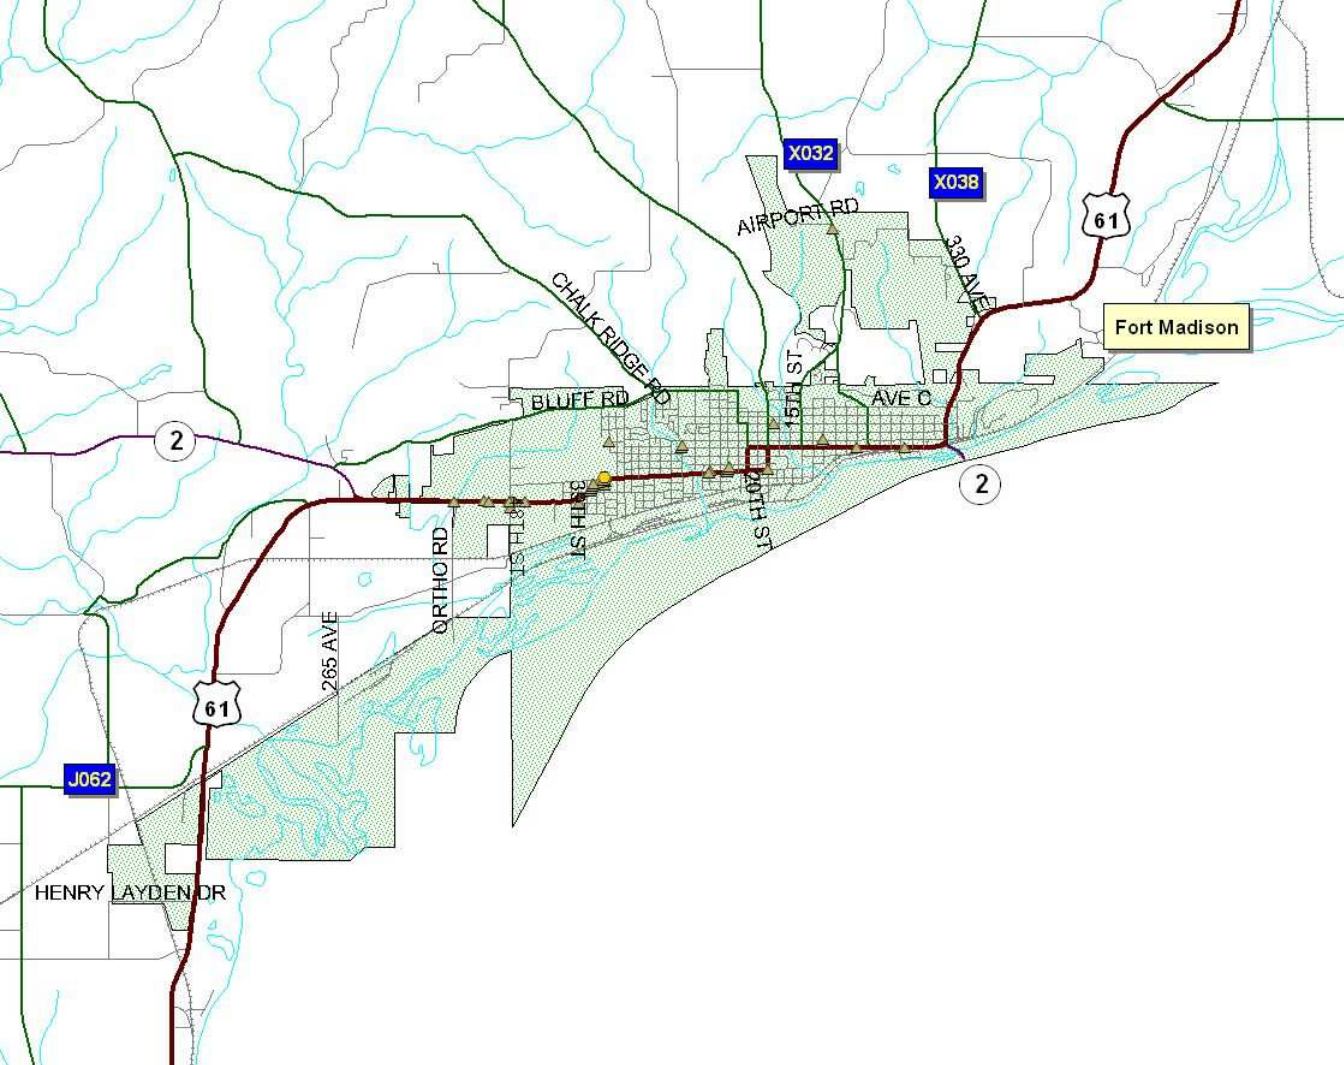 X032
X038
61
AIRPORT RD
330 AVE
CHALK RIDGE RD
Fort Madison
15TH ST
BLUFF RD
AVE C
2
2
20TH ST
35TH ST
48TH ST
ORTHO RD
265 AVE
61
J062
HENRY LAYDEN DR